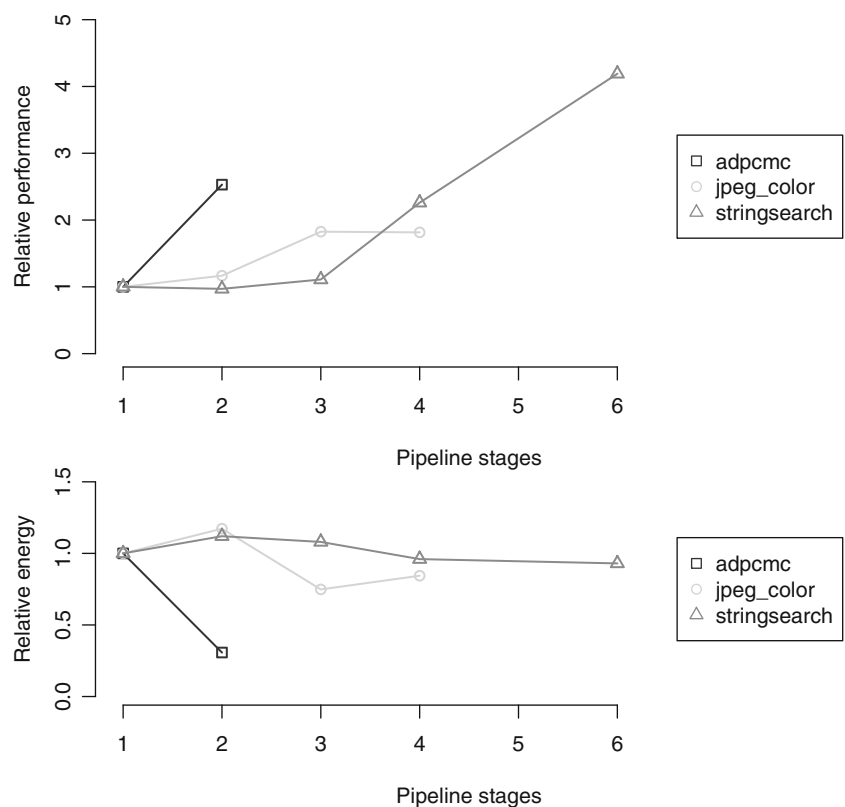 5
4
3
2
1
0
Relative performance
1 2 3 4 5 6
Pipeline stages
adpcmc
jpeg_color
stringsearch
1.5
1.0
0.5
0.0
Relative energy
1 2 3 4 5 6
Pipeline stages
adpcmc
jpeg_color
stringsearch